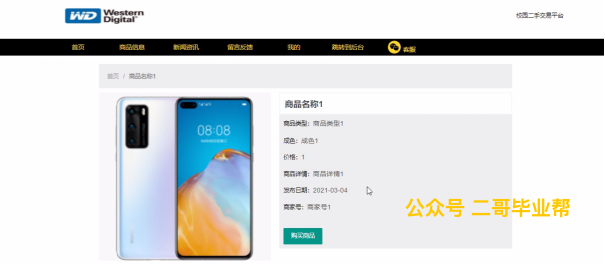 WD Western Digital
校园二手交易平台
首页 商品信息 新闻资讯 留言反馈 我的 跳转到后台 客服
首页 / 商品名称1
商品名称1
商品类型：商品类型1
成色：成色1
价格：1
商品详情：商品详情1
发布日期：2021-03-04
商家号：商家号1
公众号 二哥毕业帮
购买商品
08:08